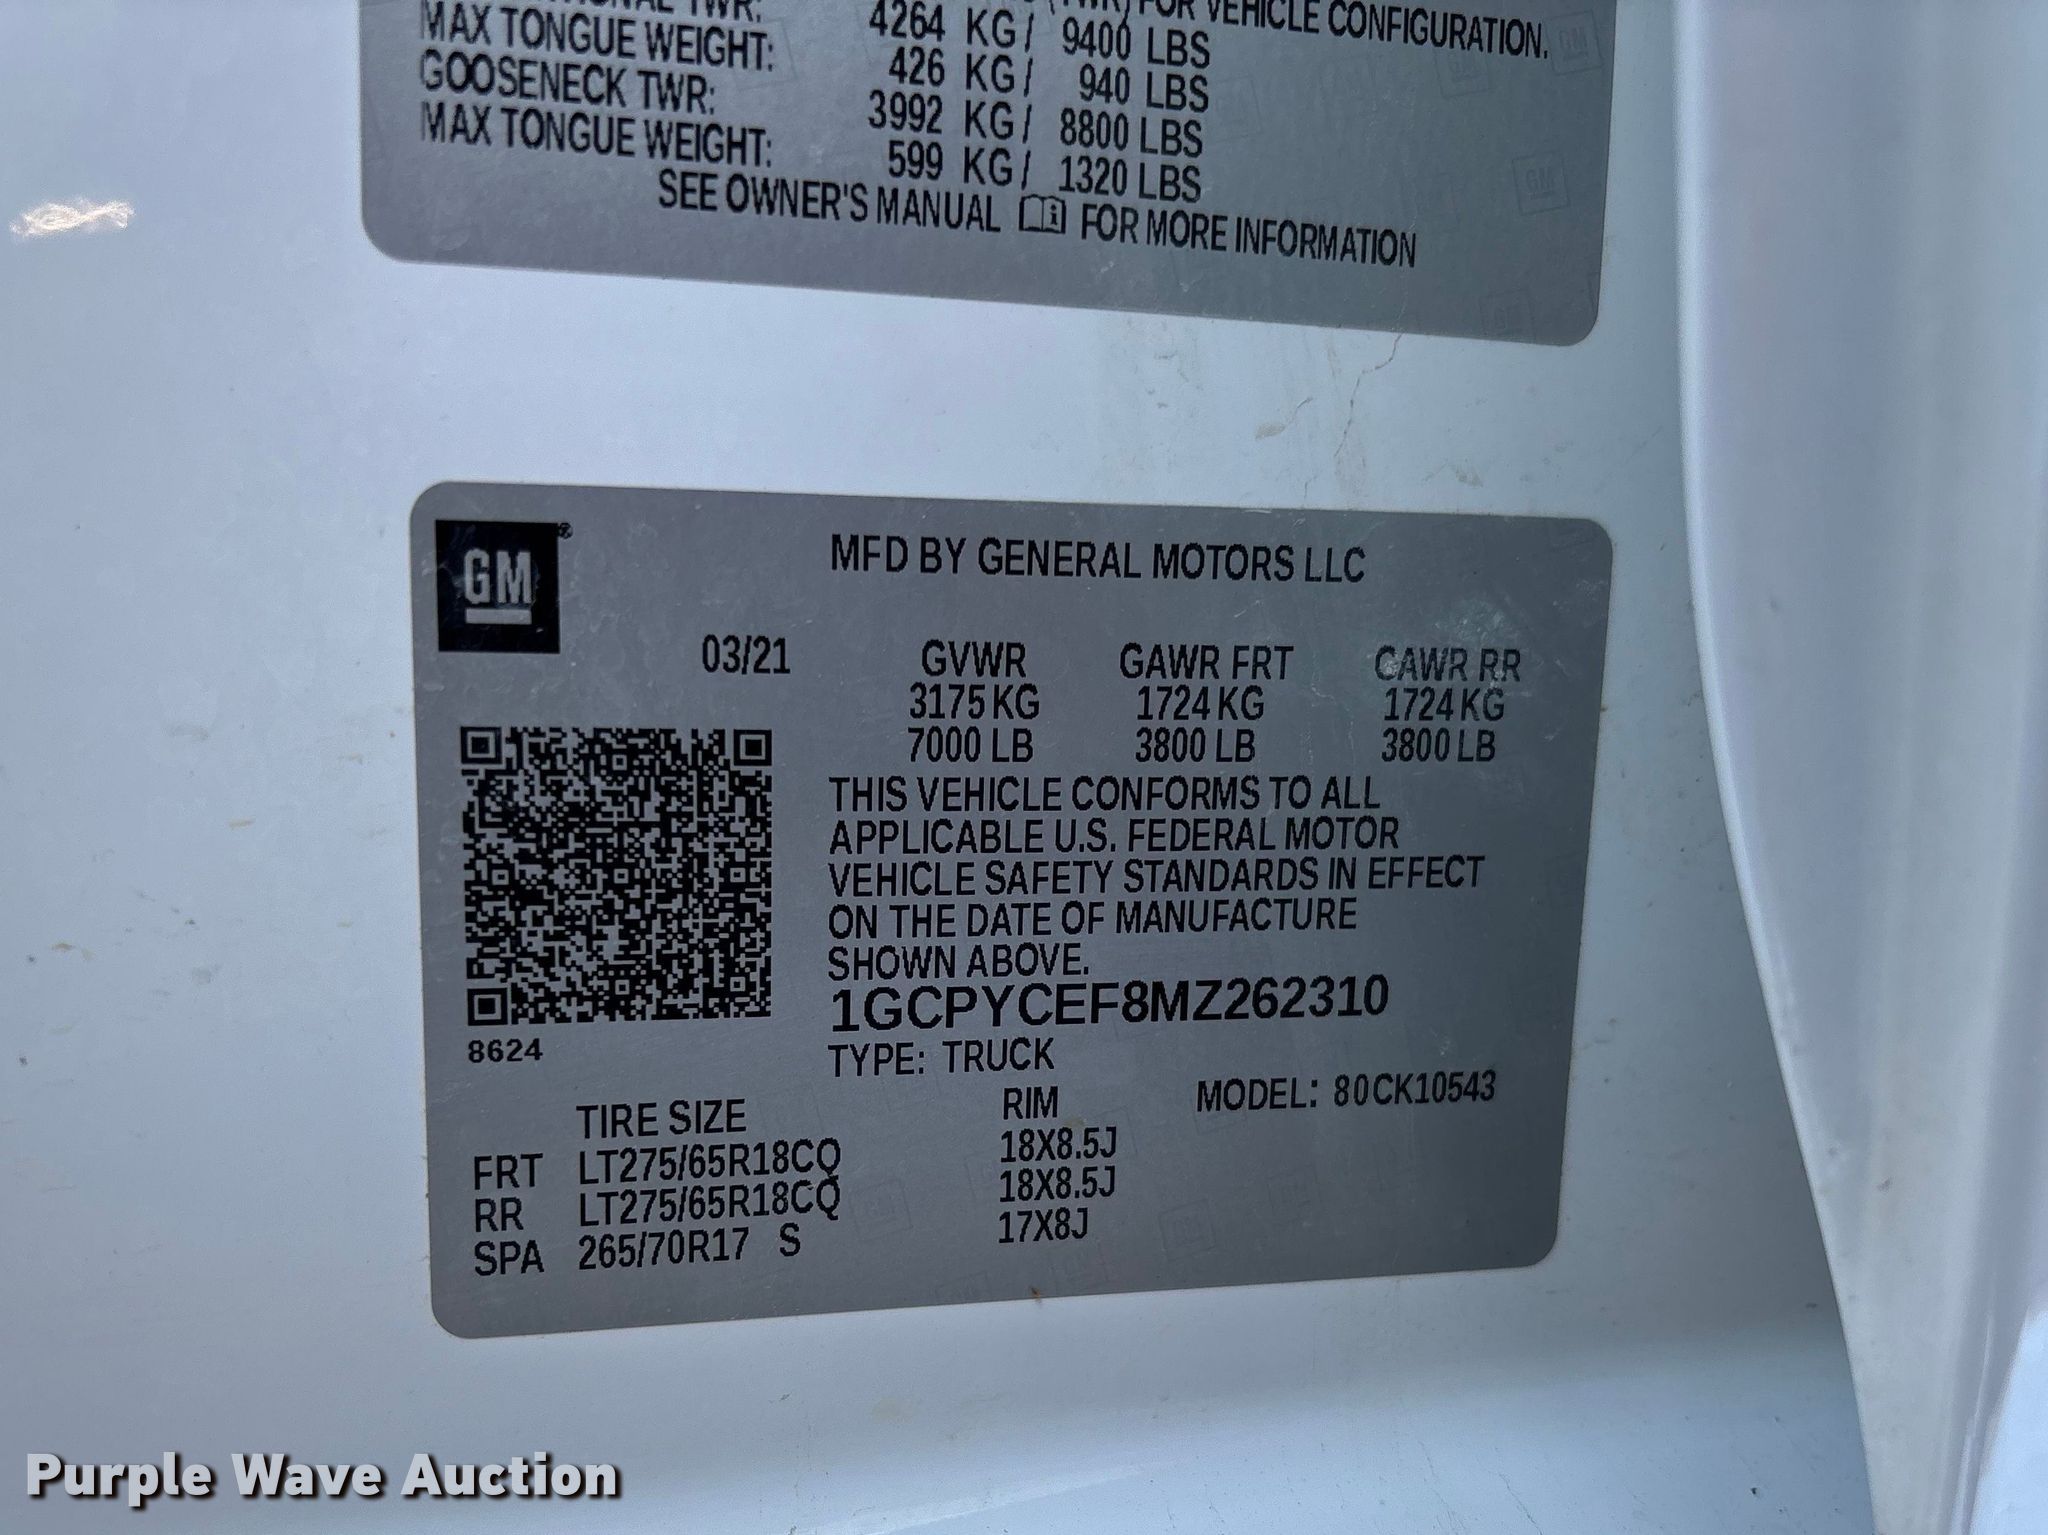 TWR:
(TWR) FOR VEHICLE CONFIGURATION.
4264 KG / 9400 LBS
MAX TONGUE WEIGHT: 426 KG / 940 LBS
GOOSENECK TWR: 3992 KG / 8800 LBS
MAX TONGUE WEIGHT: 599 KG / 1320 LBS
SEE OWNER'S MANUAL FOR MORE INFORMATION
GM®
MFD BY GENERAL MOTORS LLC
03/21 GVWR GAWR FRT GAWR RR
3175 KG 1724 KG 1724 KG
7000 LB 3800 LB 3800 LB
THIS VEHICLE CONFORMS TO ALL
APPLICABLE U.S. FEDERAL MOTOR
VEHICLE SAFETY STANDARDS IN EFFECT
ON THE DATE OF MANUFACTURE
SHOWN ABOVE.
1GCPYCEF8MZ262310
8624
TYPE: TRUCK
MODEL: 80CK10543
TIRE SIZE RIM
FRT LT275/65R18CQ 18X8.5J
RR LT275/65R18CQ 18X8.5J
SPA 265/70R17 S 17X8J
Purple Wave Auction